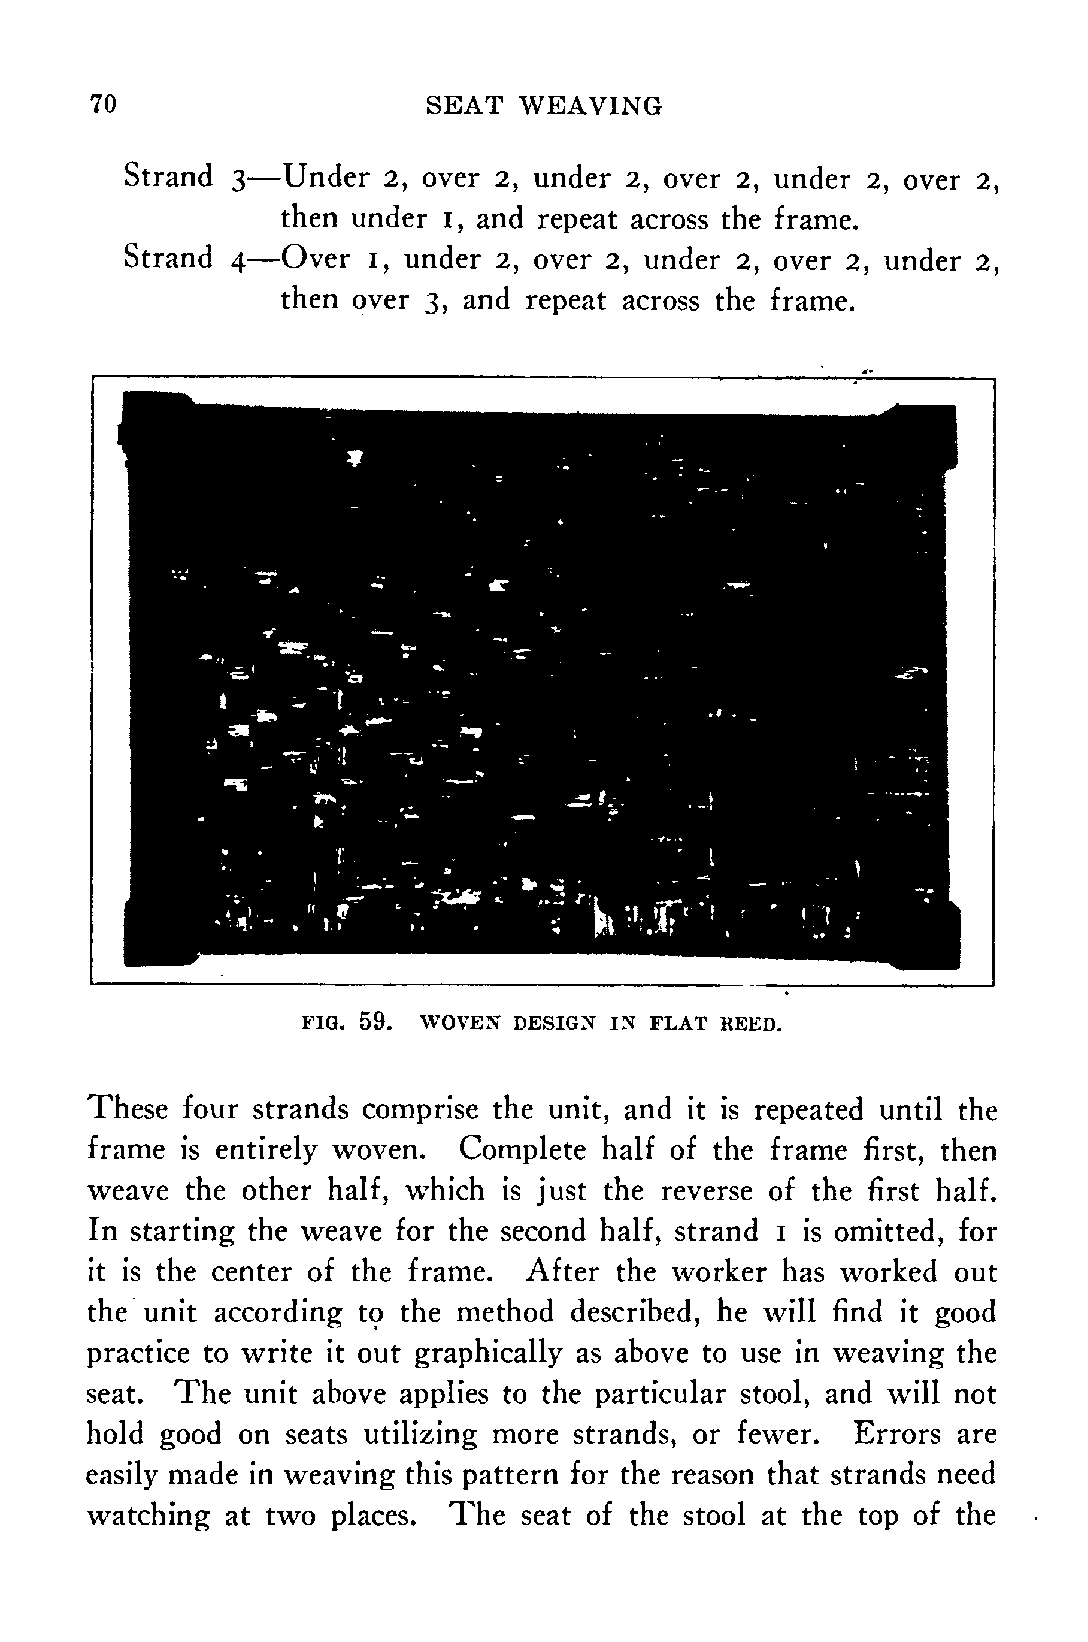 70 SEAT WEAVING
Strand 3—Under 2, over 2, under 2, over 2, under 2, over 2,
then under 1, and repeat across the frame.
Strand 4—Over 1, under 2, over 2, under 2, over 2, under 2,
then over 3, and repeat across the frame.
FIG. 59. WOVEN DESIGN IN FLAT REED.
These four strands comprise the unit, and it is repeated until the
frame is entirely woven. Complete half of the frame first, then
weave the other half, which is just the reverse of the first half.
In starting the weave for the second half, strand 1 is omitted, for
it is the center of the frame. After the worker has worked out
the unit according to the method described, he will find it good
practice to write it out graphically as above to use in weaving the
seat. The unit above applies to the particular stool, and will not
hold good on seats utilizing more strands, or fewer. Errors are
easily made in weaving this pattern for the reason that strands need
watching at two places. The seat of the stool at the top of the